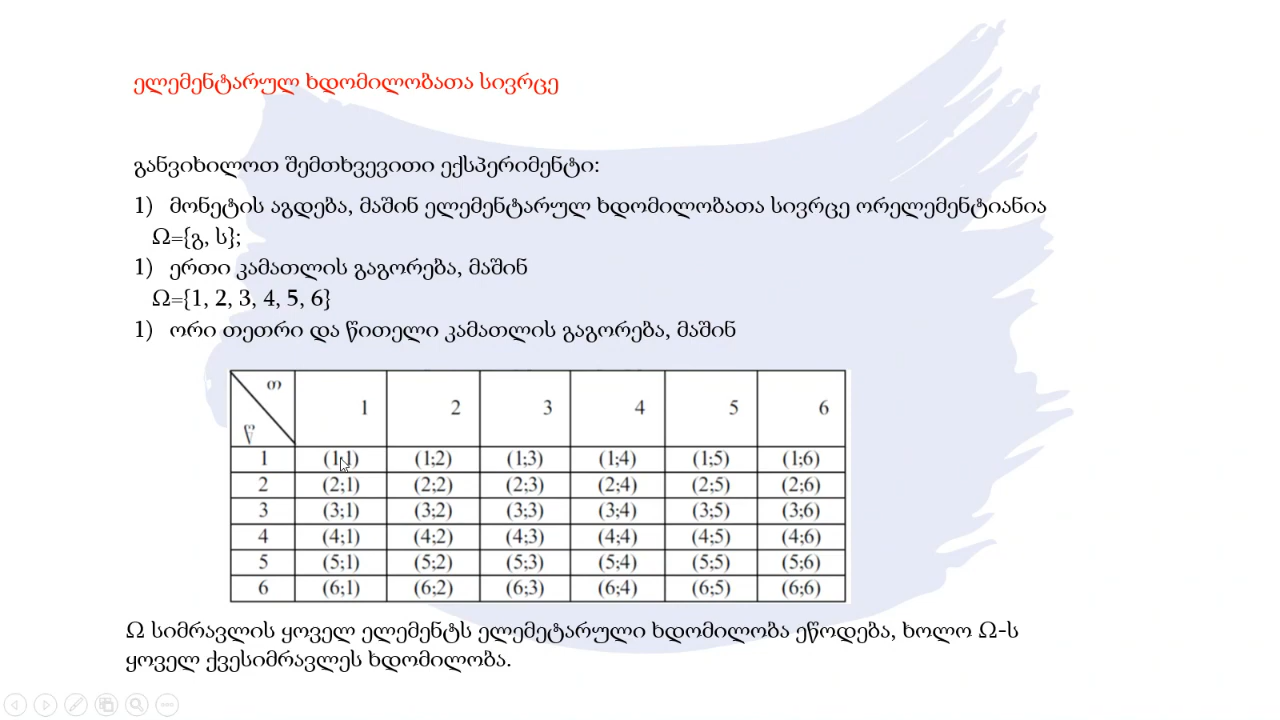 ელემენტარულ ხდომილობათა სივრცე
განვიხილოთ შემთხვევითი ექსპერიმენტი:
1) მონეტის აგდება, მაშინ ელემენტარულ ხდომილობათა სივრცე ორელემენტიანია
Ω={გ, ს};
1) ერთი კამათლის გაგორება, მაშინ
Ω={1, 2, 3, 4, 5, 6}
1) ორი თეთრი და წითელი კამათლის გაგორება, მაშინ
თ
წ 1 2 3 4 5 6
1 (1;1) (1;2) (1;3) (1;4) (1;5) (1;6)
2 (2;1) (2;2) (2;3) (2;4) (2;5) (2;6)
3 (3;1) (3;2) (3;3) (3;4) (3;5) (3;6)
4 (4;1) (4;2) (4;3) (4;4) (4;5) (4;6)
5 (5;1) (5;2) (5;3) (5;4) (5;5) (5;6)
6 (6;1) (6;2) (6;3) (6;4) (6;5) (6;6)
Ω სიმრავლის ყოველ ელემენტს ელემეტარული ხდომილობა ეწოდება, ხოლო Ω-ს
ყოველ ქვესიმრავლეს ხდომილობა.